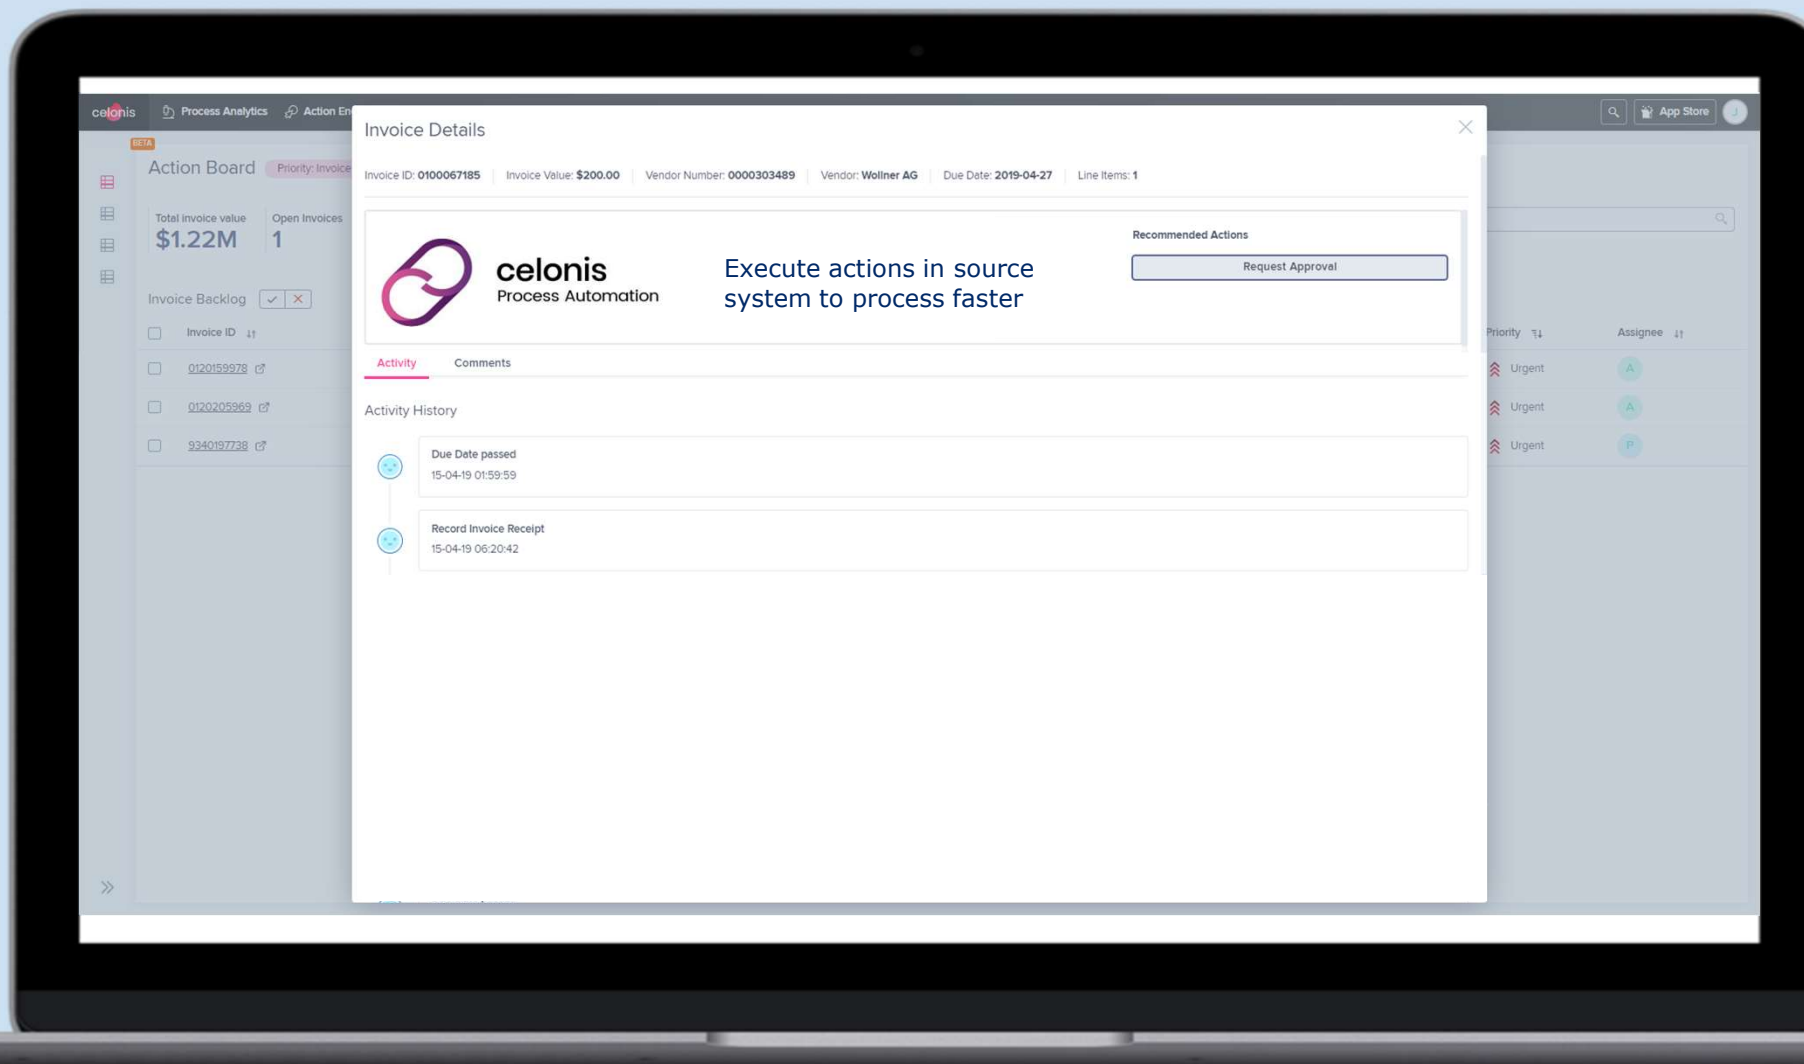 celonis Process Analytics Action En
App Store J
BETA
Action Board Priority: Invoice
Total invoice value Open Invoices
$1.22M 1
Invoice Backlog
Invoice ID
0120159978
0120205969
9340197738
Invoice Details
Invoice ID: 0100067185 Invoice Value: $200.00 Vendor Number: 0000303489 Vendor: Wollner AG Due Date: 2019-04-27 Line Items: 1
celonis
Process Automation
Execute actions in source
system to process faster
Recommended Actions
Request Approval
Activity Comments
Activity History
Due Date passed
15-04-19 01:59:59
Record Invoice Receipt
15-04-19 06:20:42
Priority Assignee
Urgent A
Urgent A
Urgent P